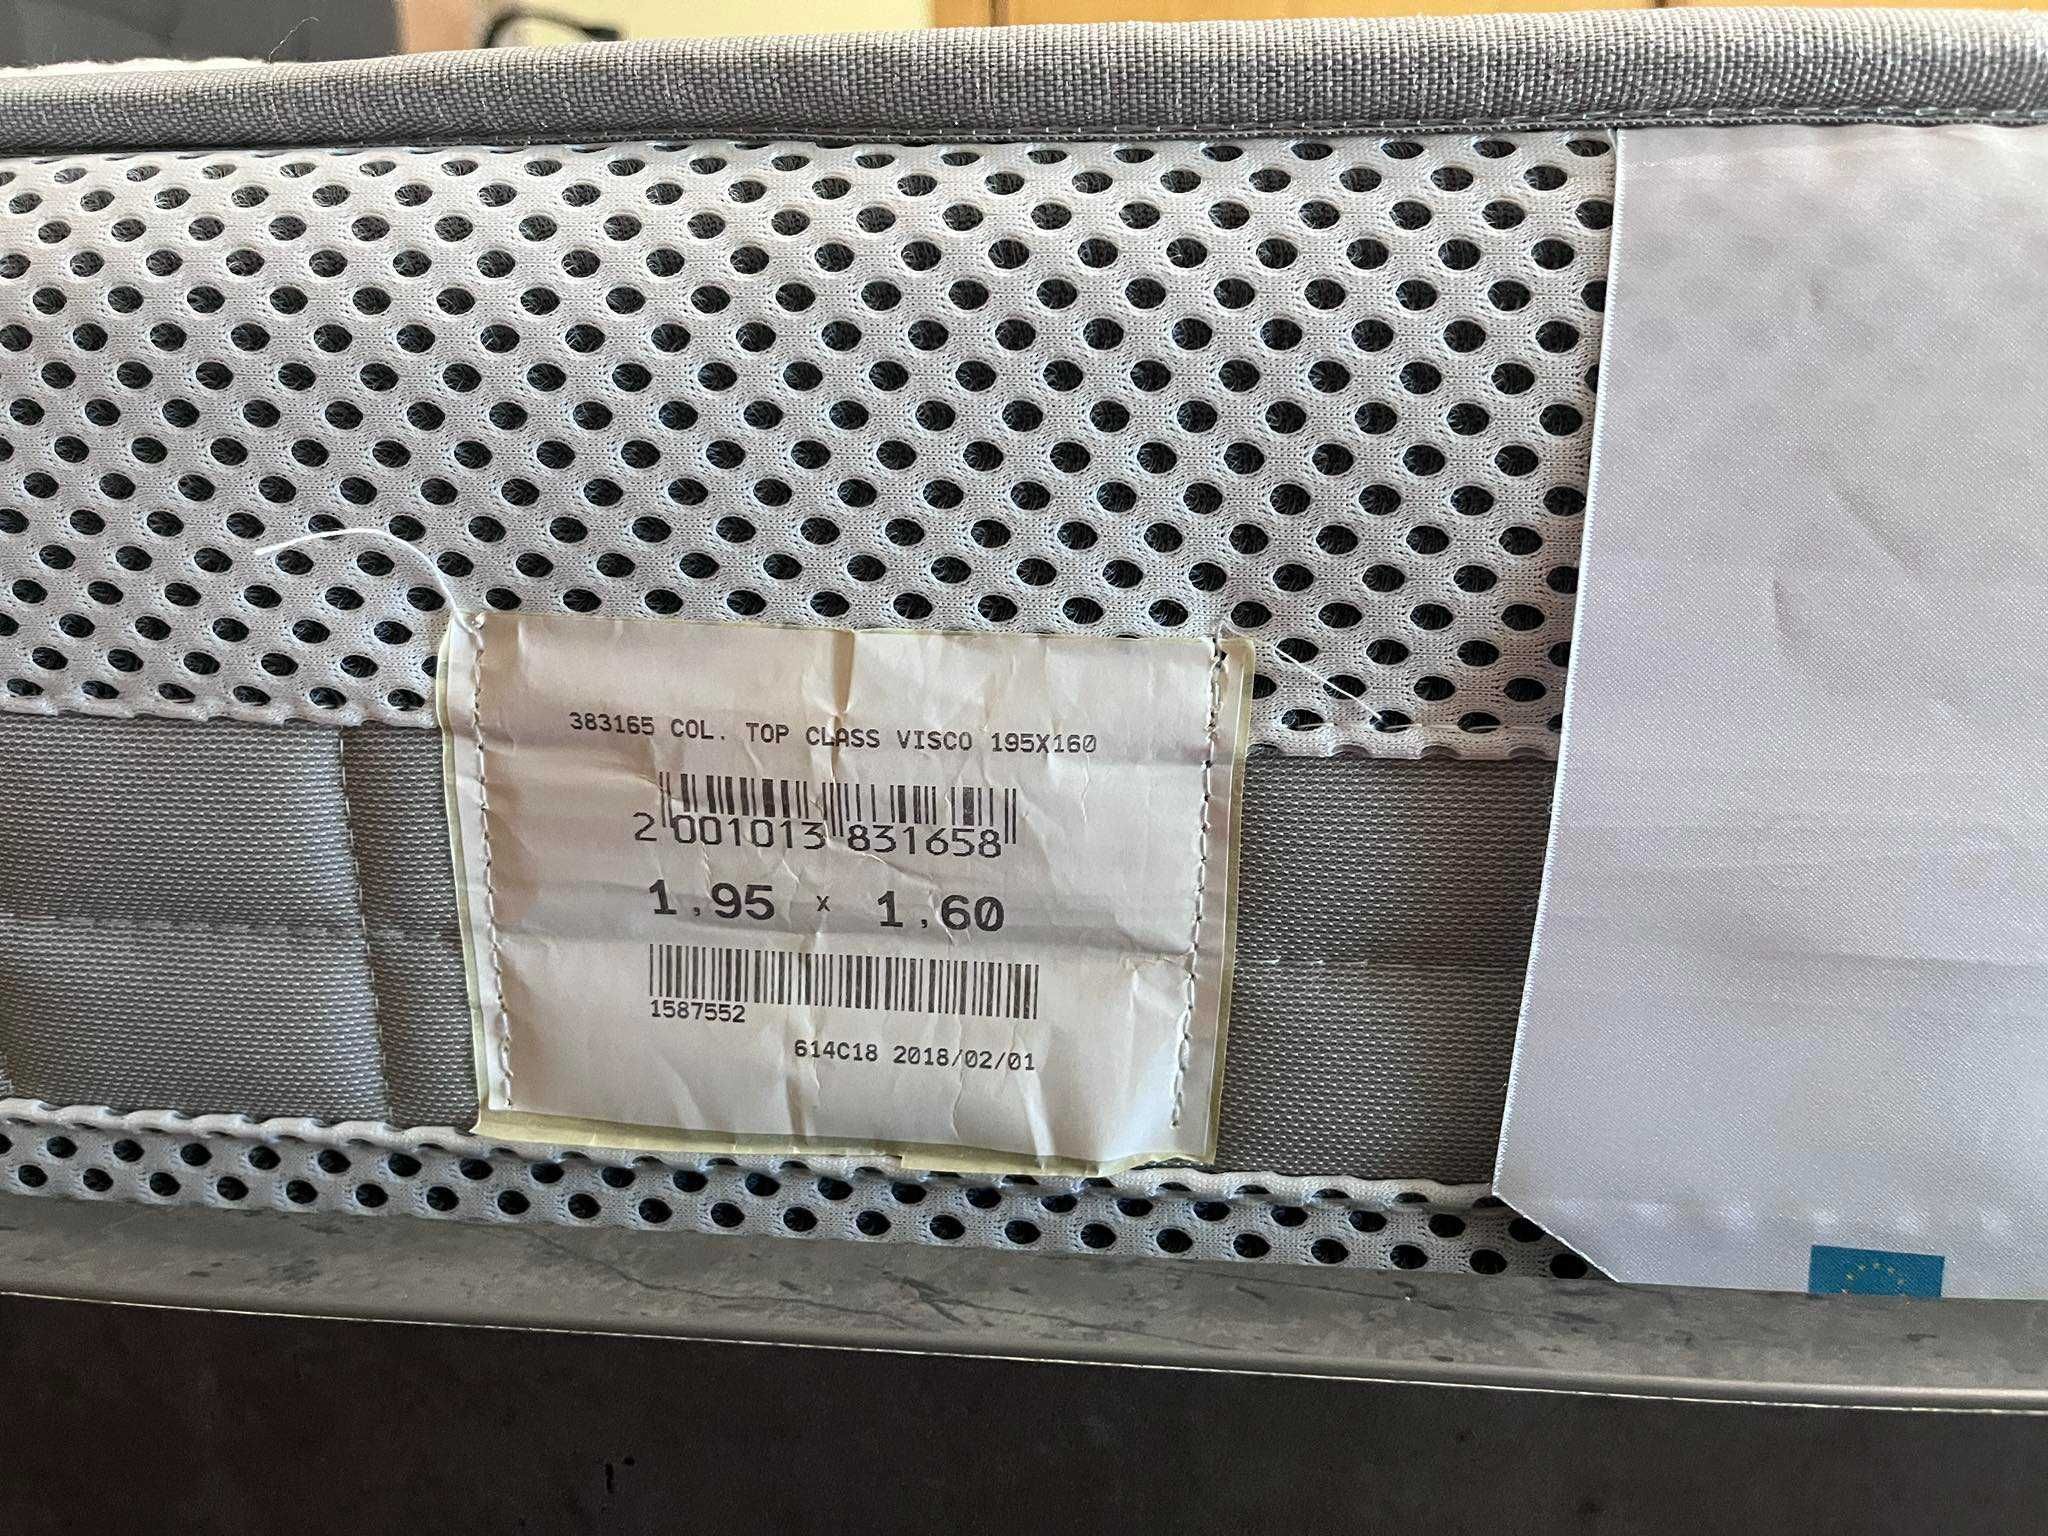 383165 COL. TOP CLASS VISCO 195X160
2 001013 831658
1,95 x 1,60
1587552
614C18 2018/02/01